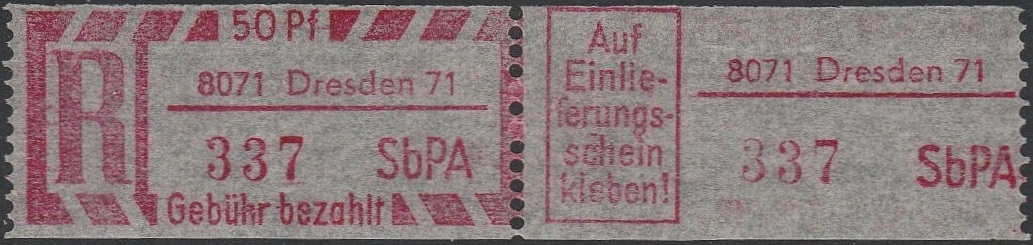 50 Pf
R
8071 Dresden 71
337 SbPA
Gebühr bezahlt
Auf
Einlie-
ferungs-
schein
kleben!
8071 Dresden 71
337 SbPA